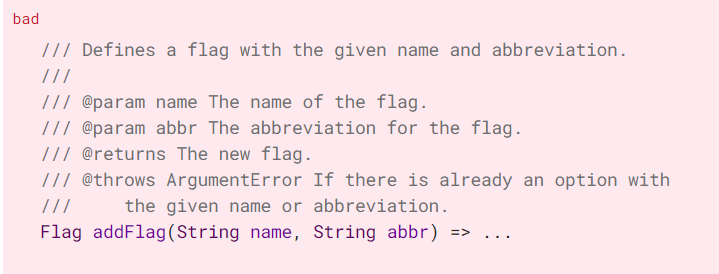 bad
/// Defines a flag with the given name and abbreviation.
///
/// @param name The name of the flag.
/// @param abbr The abbreviation for the flag.
/// @returns The new flag.
/// @throws ArgumentError If there is already an option with
///     the given name or abbreviation.
Flag addFlag(String name, String abbr) => ...